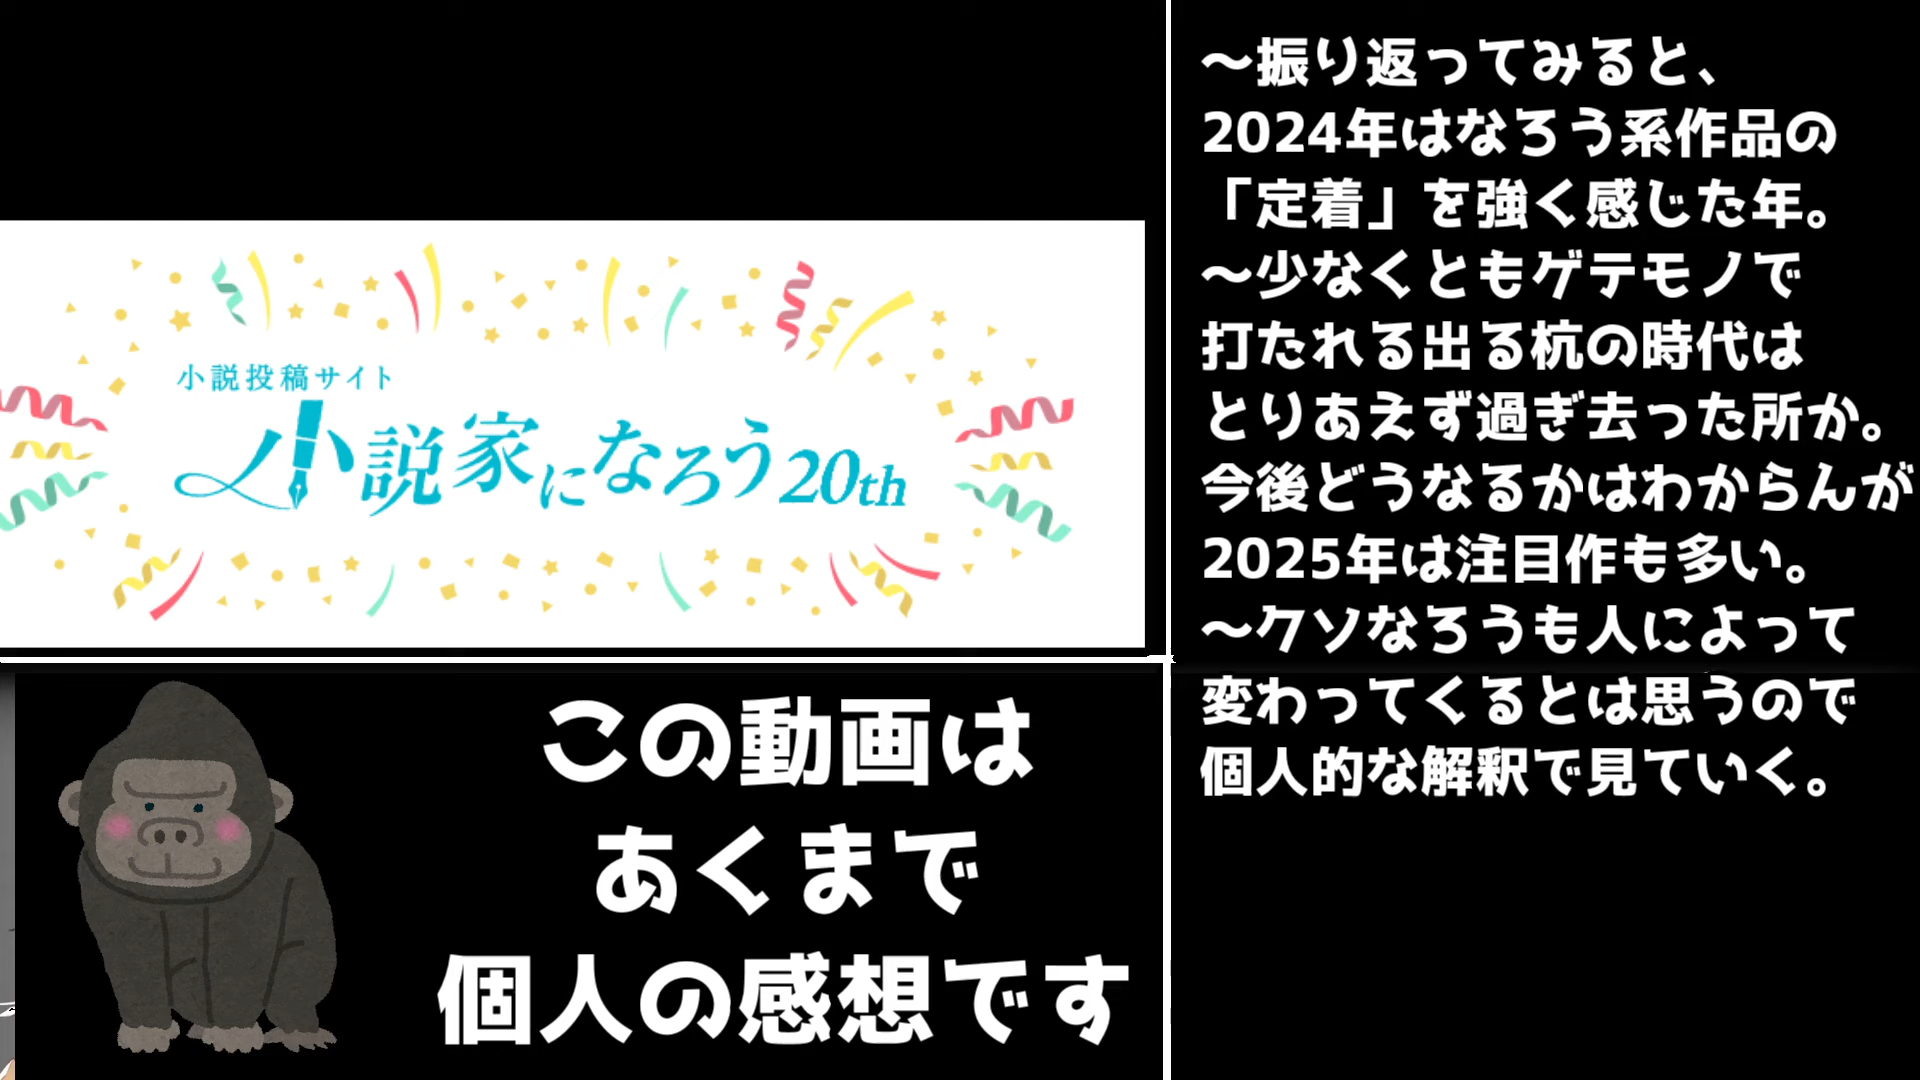 小説投稿サイト
小説家になろう20th
この動画は
あくまで
個人の感想です
～振り返ってみると、
2024年はなろう系作品の
「定着」を強く感じた年。
～少なくともゲテモノで
打たれる出る杭の時代は
とりあえず過ぎ去った所か。
今後どうなるかはわからんが
2025年は注目作も多い。
～クソなろうも人によって
変わってくるとは思うので
個人的な解釈で見ていく。